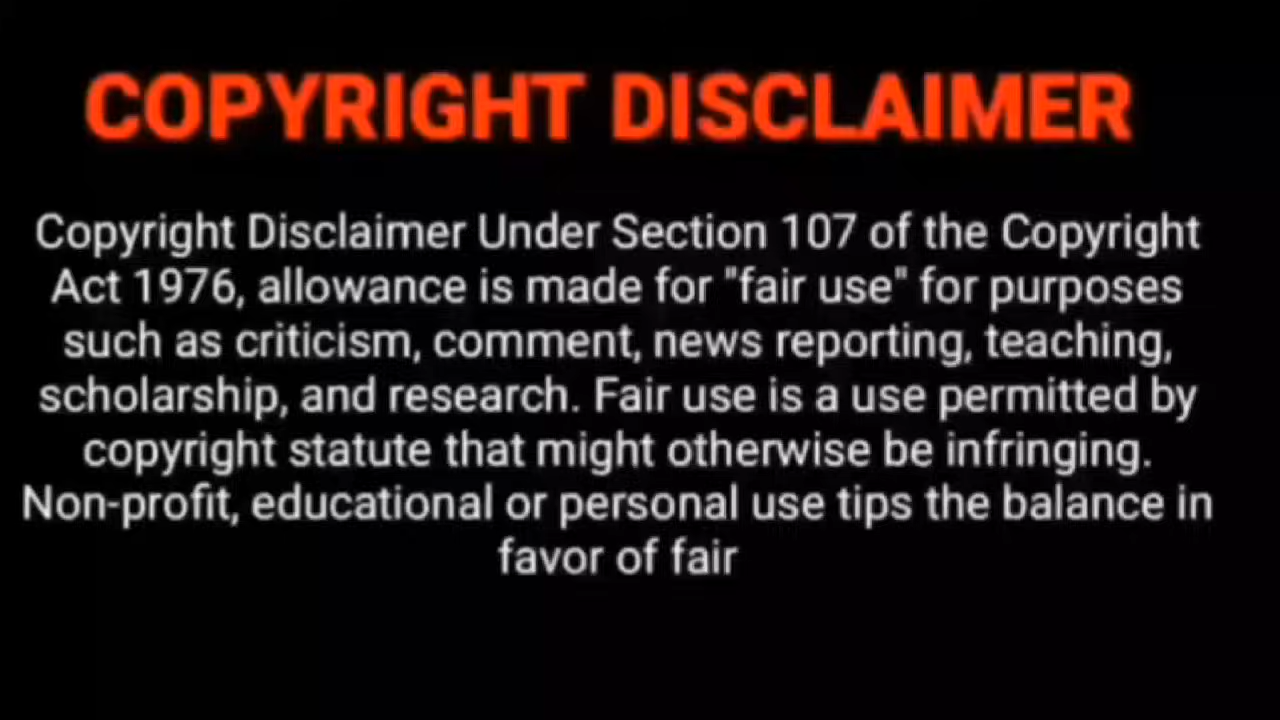 COPYRIGHT DISCLAIMER
Copyright Disclaimer Under Section 107 of the Copyright
Act 1976, allowance is made for "fair use" for purposes
such as criticism, comment, news reporting, teaching,
scholarship, and research. Fair use is a use permitted by
copyright statute that might otherwise be infringing.
Non-profit, educational or personal use tips the balance in
favor of fair